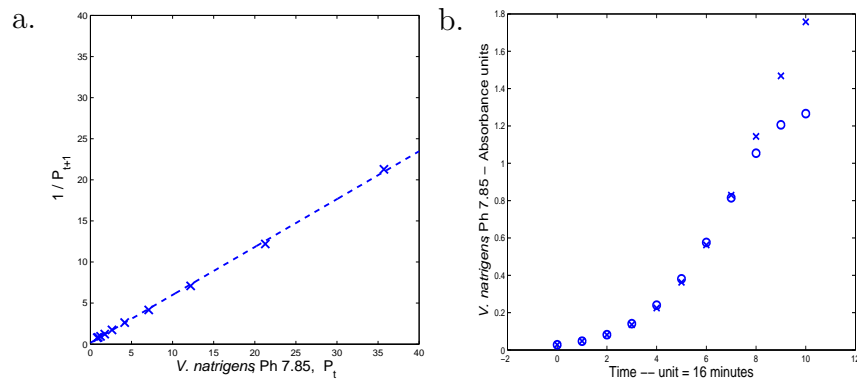 a.
40
35
30
25
20
15
10
5
0
0 5 10 15 20 25 30 35 40
1 / P_{t+1}
V. natrigens, Ph 7.85, P_t
b.
1.8
1.6
1.4
1.2
1
0.8
0.6
0.4
0.2
0
−2 0 2 4 6 8 10 12
V. natrigens, Ph 7.85 − Absorbance units
Time −− unit = 16 minutes